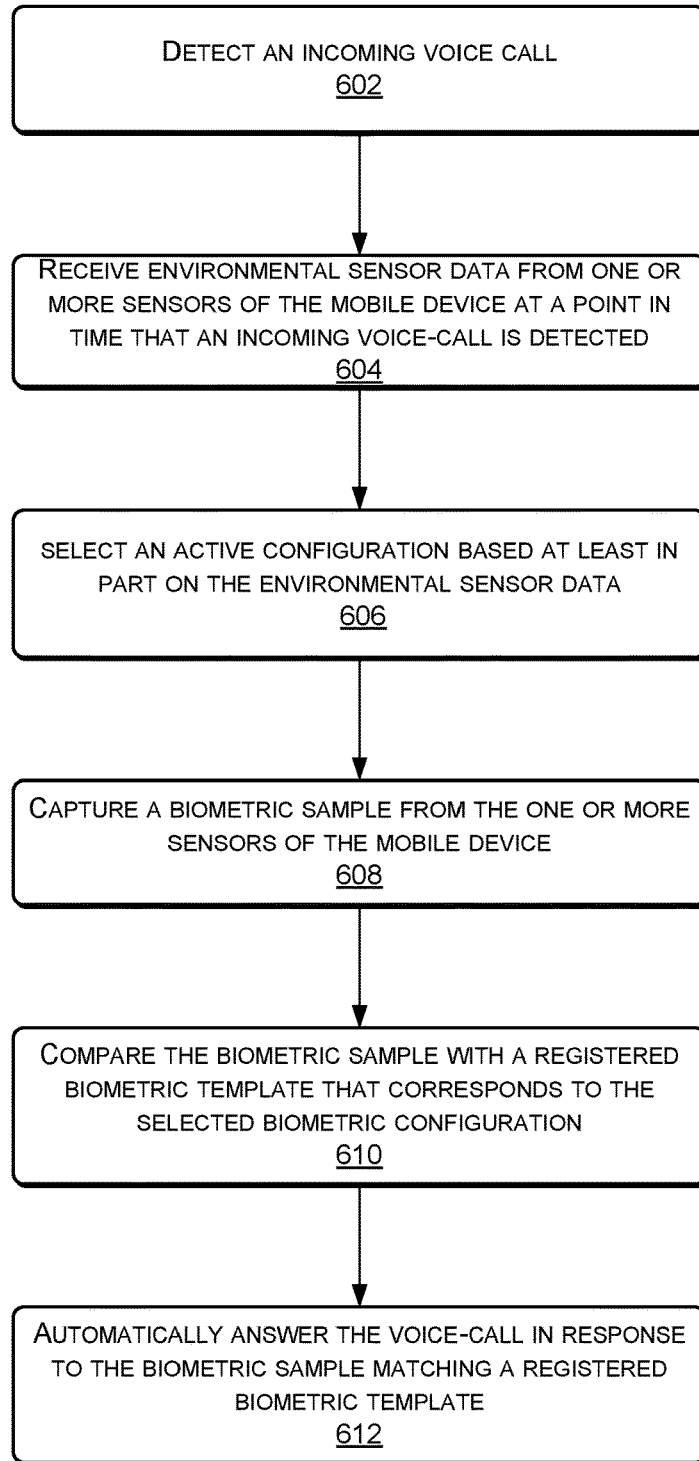 DETECT AN INCOMING VOICE CALL
602
RECEIVE ENVIRONMENTAL SENSOR DATA FROM ONE OR
MORE SENSORS OF THE MOBILE DEVICE AT A POINT IN
TIME THAT AN INCOMING VOICE-CALL IS DETECTED
604
SELECT AN ACTIVE CONFIGURATION BASED AT LEAST IN
PART ON THE ENVIRONMENTAL SENSOR DATA
606
CAPTURE A BIOMETRIC SAMPLE FROM THE ONE OR MORE
SENSORS OF THE MOBILE DEVICE
608
COMPARE THE BIOMETRIC SAMPLE WITH A REGISTERED
BIOMETRIC TEMPLATE THAT CORRESPONDS TO THE
SELECTED BIOMETRIC CONFIGURATION
610
AUTOMATICALLY ANSWER THE VOICE-CALL IN RESPONSE
TO THE BIOMETRIC SAMPLE MATCHING A REGISTERED
BIOMETRIC TEMPLATE
612